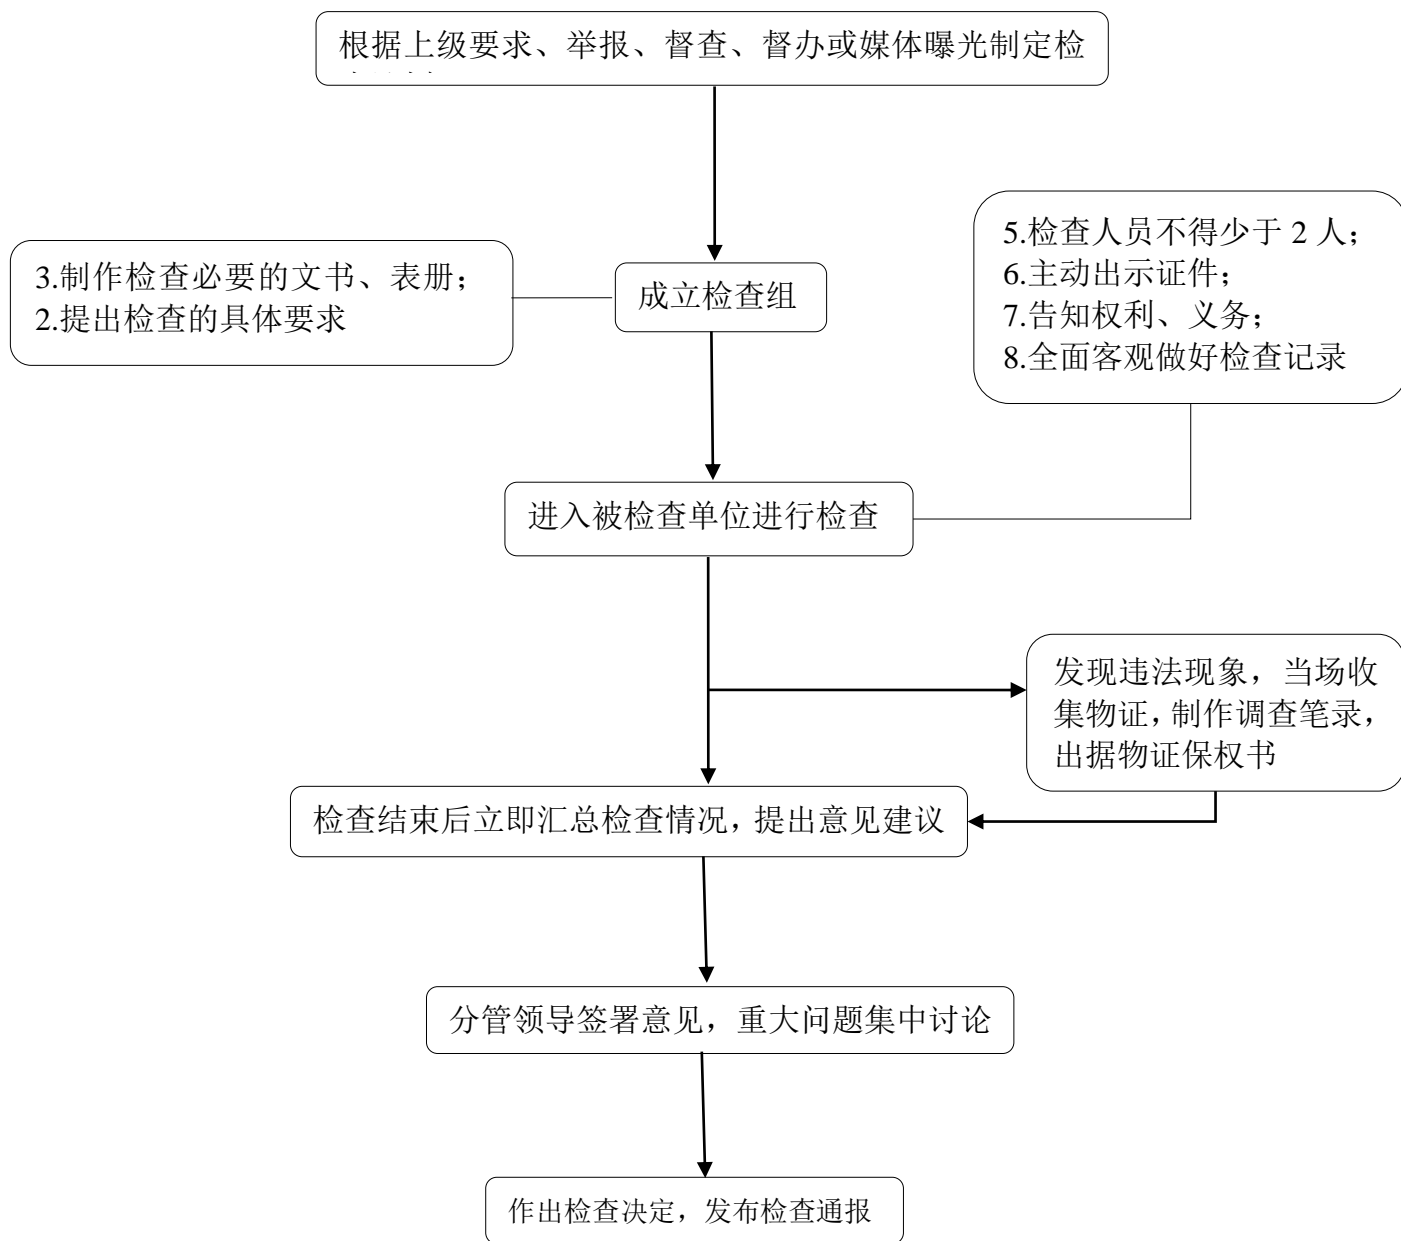 根据上级要求、举报、督查、督办或媒体曝光制定检
5.检查人员不得少于 2 人；
6.主动出示证件；
7.告知权利、义务；
8.全面客观做好检查记录
3.制作检查必要的文书、表册；
2.提出检查的具体要求
成立检查组
进入被检查单位进行检查
发现违法现象，当场收
集物证，制作调查笔录，
出据物证保权书
检查结束后立即汇总检查情况，提出意见建议
分管领导签署意见，重大问题集中讨论
作出检查决定，发布检查通报